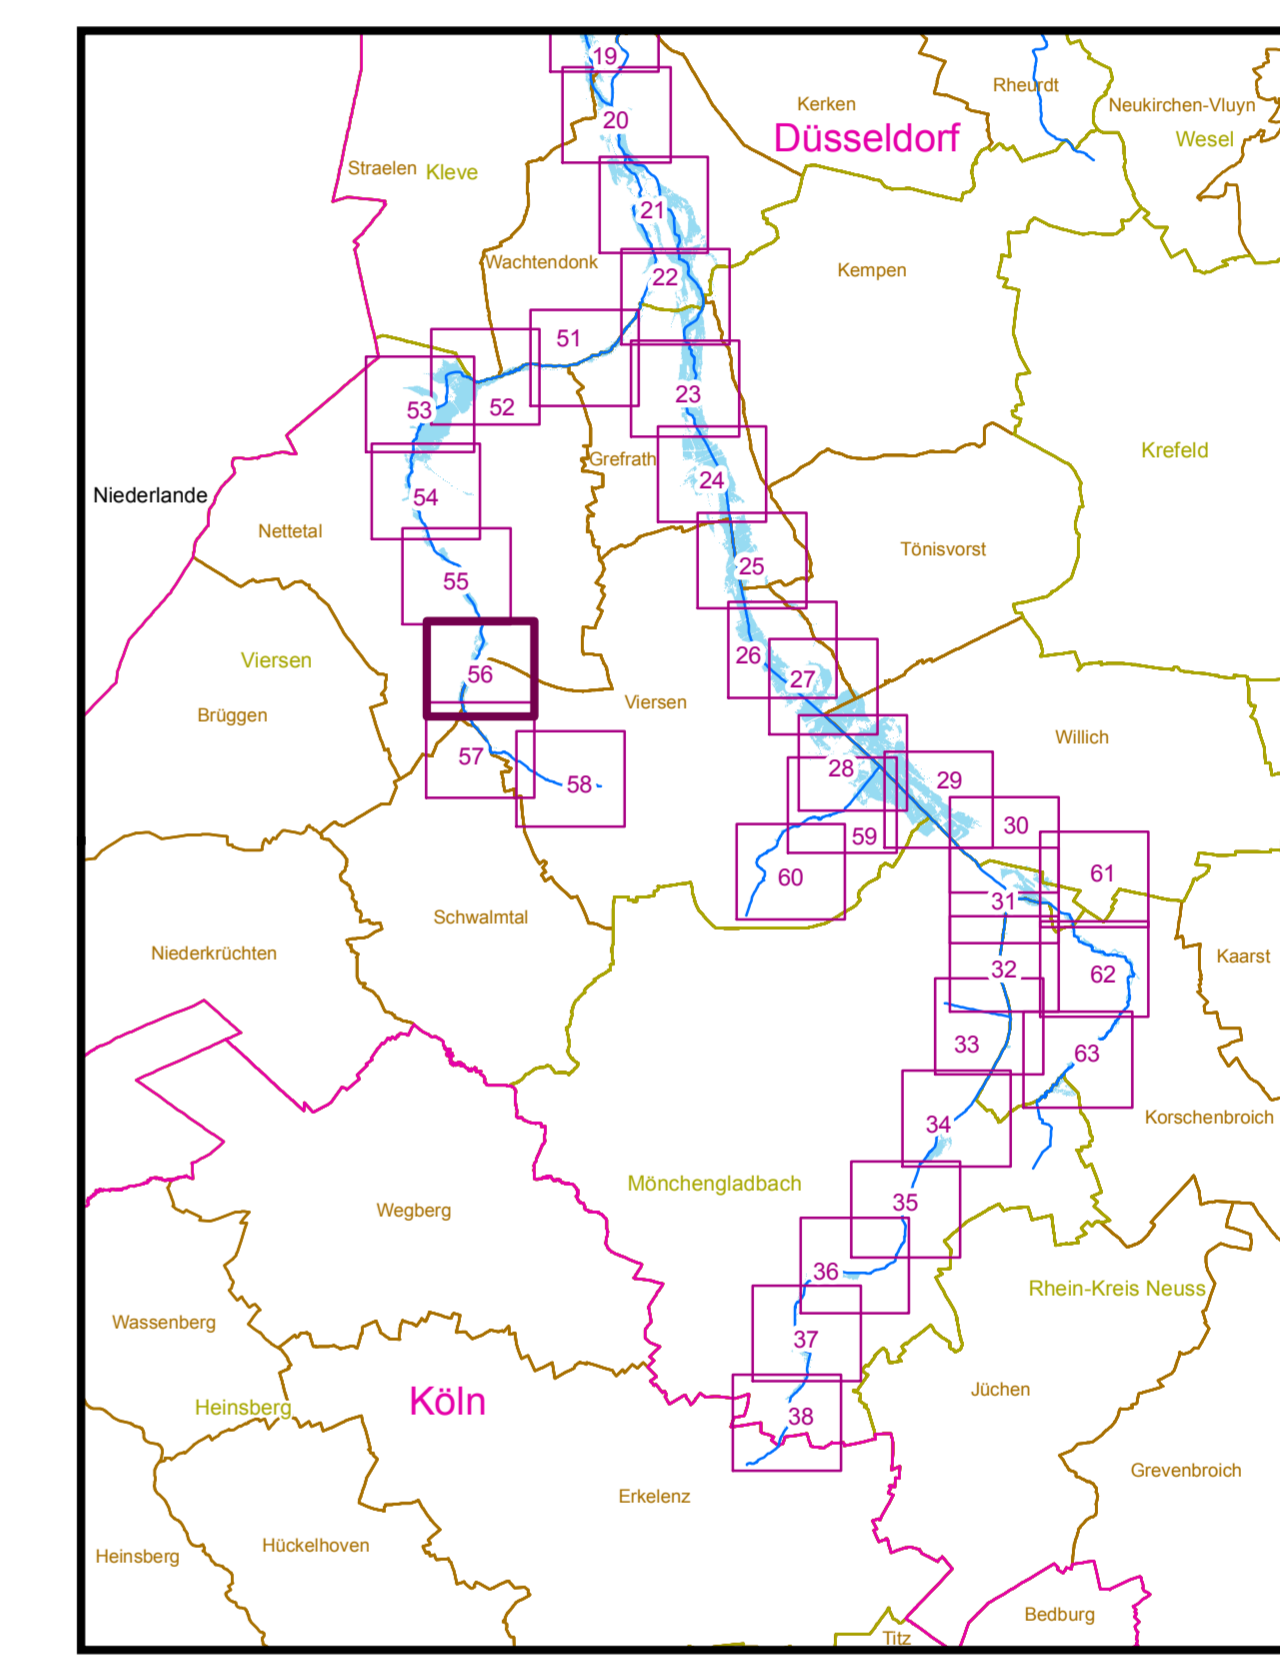 19
Rheurdt
Kerken
Neukirchen-Vluyn
20
Düsseldorf
Wesel
Straelen
Kleve
21
Wachtendonk
22
Kempen
51
23
53
52
Krefeld
Grefrath
24
Niederlande
54
Nettetal
Tönisvorst
25
55
26
Viersen
56
27
Viersen
Brüggen
Willich
57
28
29
58
30
59
61
60
31
Schwalmtal
Niederkrüchten
Kaarst
32
62
33
63
Korschenbroich
34
Mönchengladbach
35
Wegberg
36
Rhein-Kreis Neuss
Wassenberg
37
Jüchen
Köln
Heinsberg
38
Grevenbroich
Erkelenz
Hückelhoven
Heinsberg
Bedburg
Titz